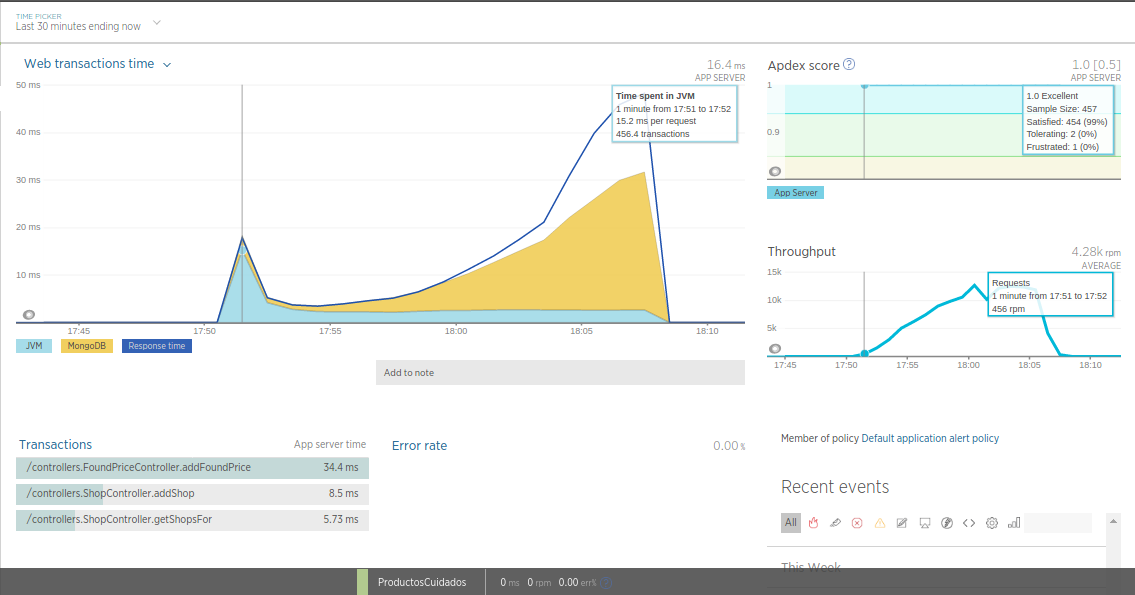 TIME PICKER
Last 30 minutes ending now
Web transactions time
16.4 ms
APP SERVER
50 ms
40 ms
30 ms
20 ms
10 ms
Time spent in JVM
1 minute from 17:51 to 17:52
15.2 ms per request
456.4 transactions
17:45
17:50
17:55
18:00
18:05
18:10
JVM
MongoDB
Response time
Add to note
Apdex score ?
1.0 [0.5]
APP SERVER
1
0.9
1.0 Excellent
Sample Size: 457
Satisfied: 454 (99%)
Tolerating: 2 (0%)
Frustrated: 1 (0%)
App Server
Throughput
4.28k rpm
AVERAGE
15k
10k
5k
Requests
1 minute from 17:51 to 17:52
456 rpm
17:45
17:50
17:55
18:00
18:05
18:10
Transactions
App server time
/controllers.FoundPriceController.addFoundPrice 34.4 ms
/controllers.ShopController.addShop 8.5 ms
/controllers.ShopController.getShopsFor 5.73 ms
Error rate
0.00 %
Member of policy Default application alert policy
Recent events
All
This Week
ProductosCuidados 0 ms 0 rpm 0.00 err%